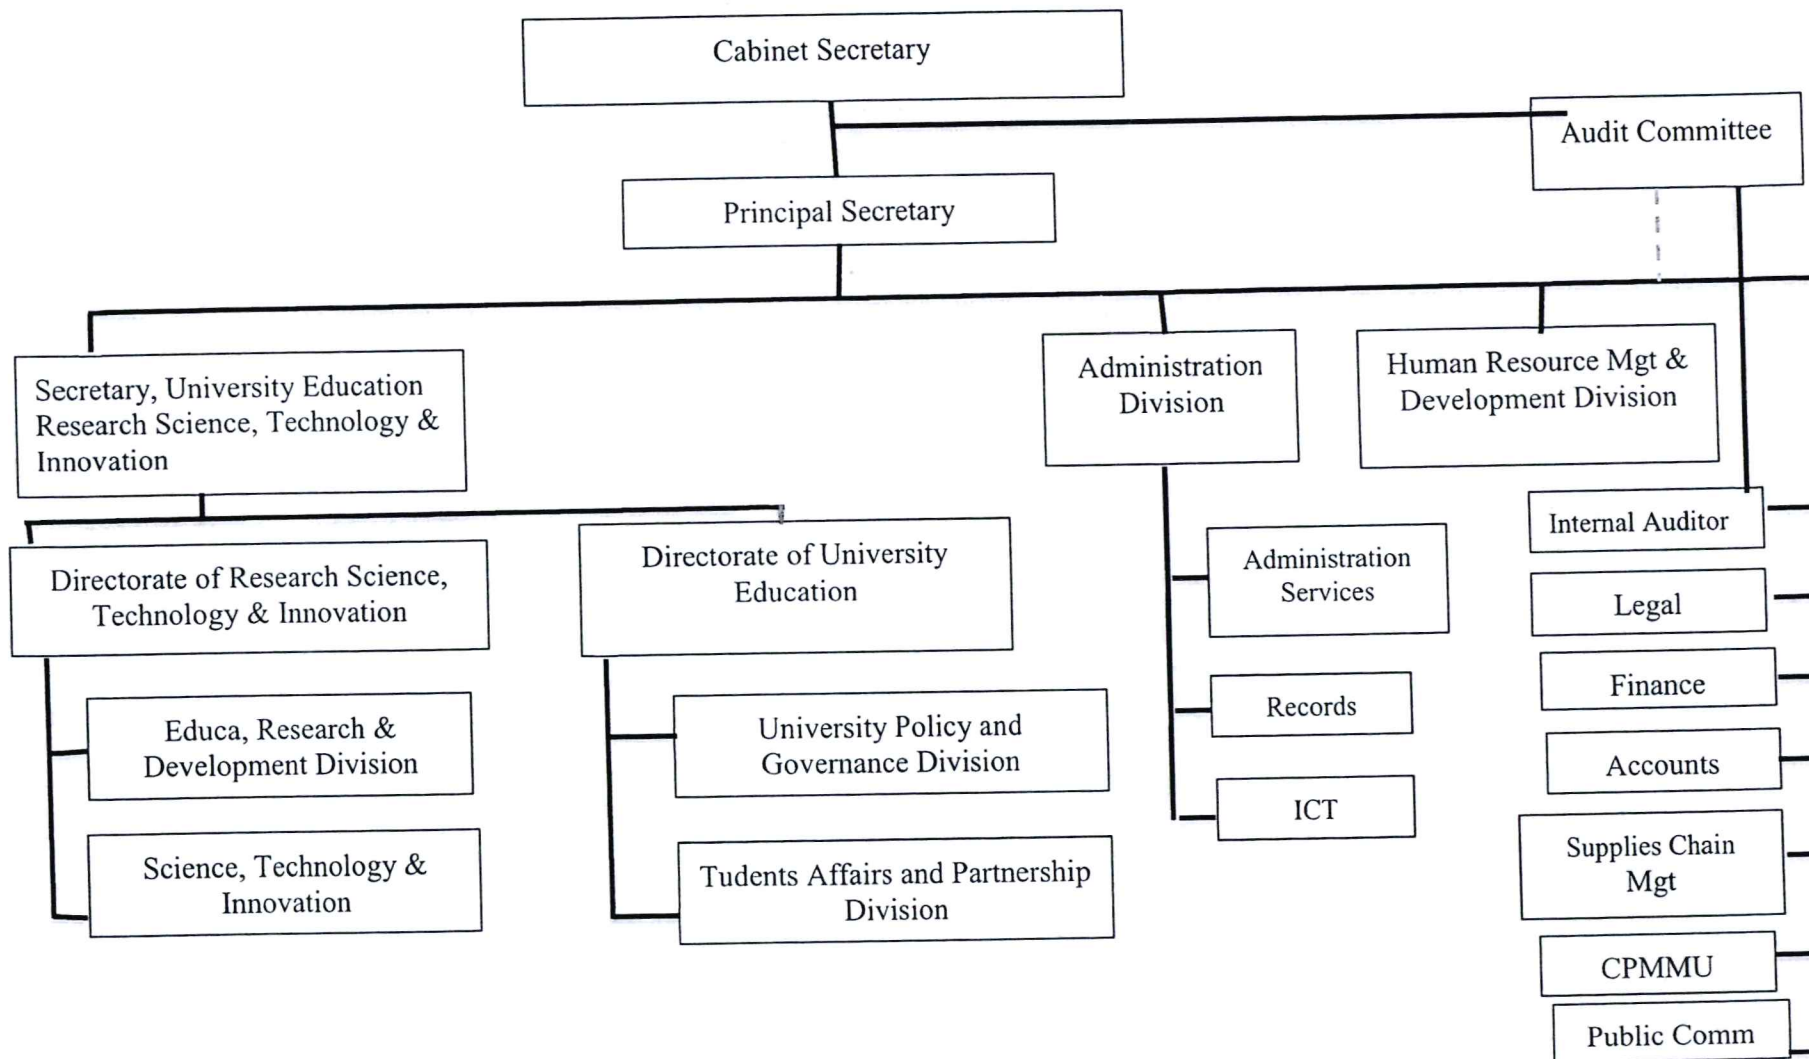 Cabinet Secretary
Audit Committee
Principal Secretary
Secretary, University Education
Research Science, Technology &
Innovation
Administration
Division
Human Resource Mgt &
Development Division
Directorate of Research Science,
Technology & Innovation
Directorate of University
Education
Educa, Research &
Development Division
Science, Technology &
Innovation
University Policy and
Governance Division
Tudents Affairs and Partnership
Division
Administration
Services
Records
ICT
Internal Auditor
Legal
Finance
Accounts
Supplies Chain
Mgt
CPMMU
Public Comm